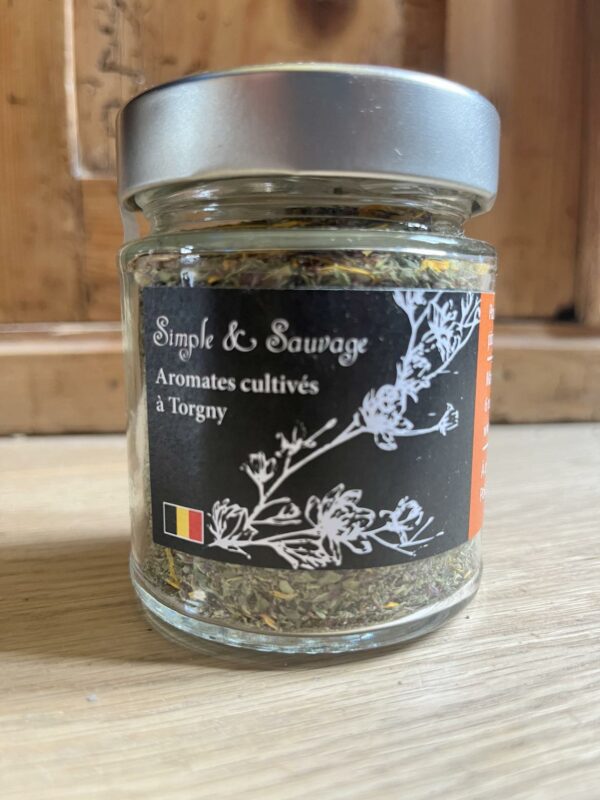 Simple & Sauvage
Aromates cultivés
à Torgny